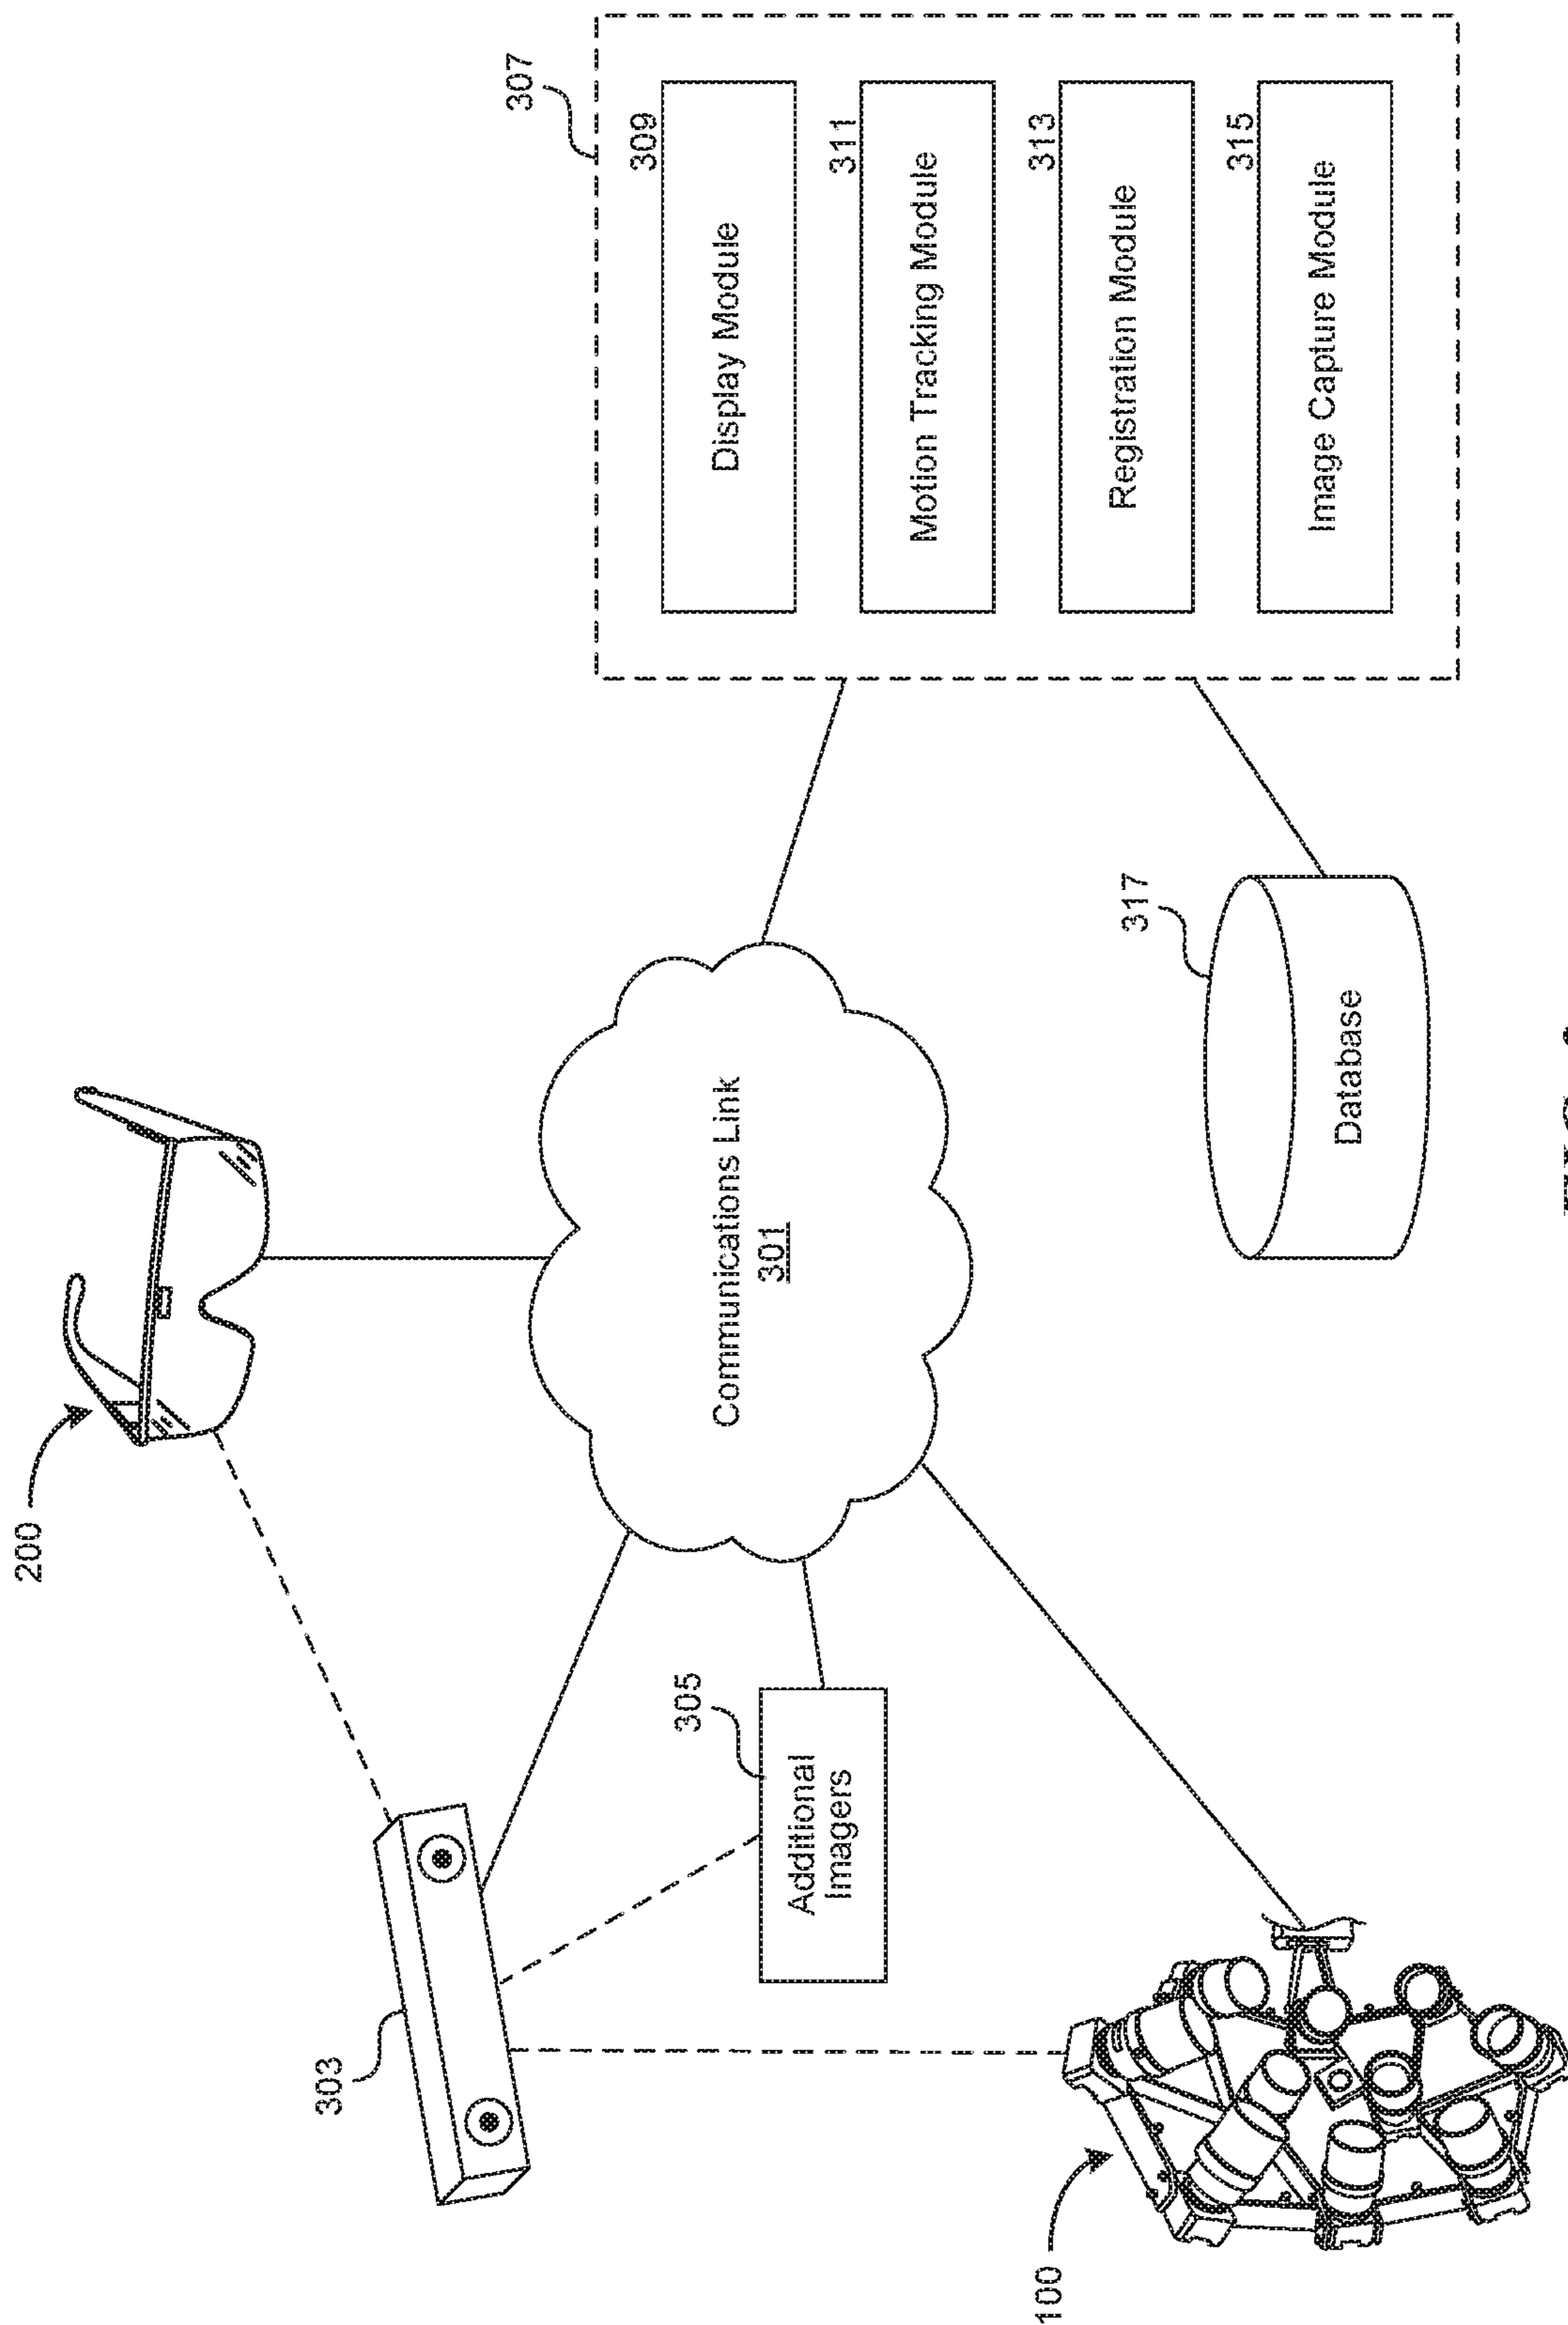 200
303
305
Additional
Imagers
100
Communications Link
301
307
309
Display Module
311
Motion Tracking Module
313
Registration Module
315
Image Capture Module
317
Database